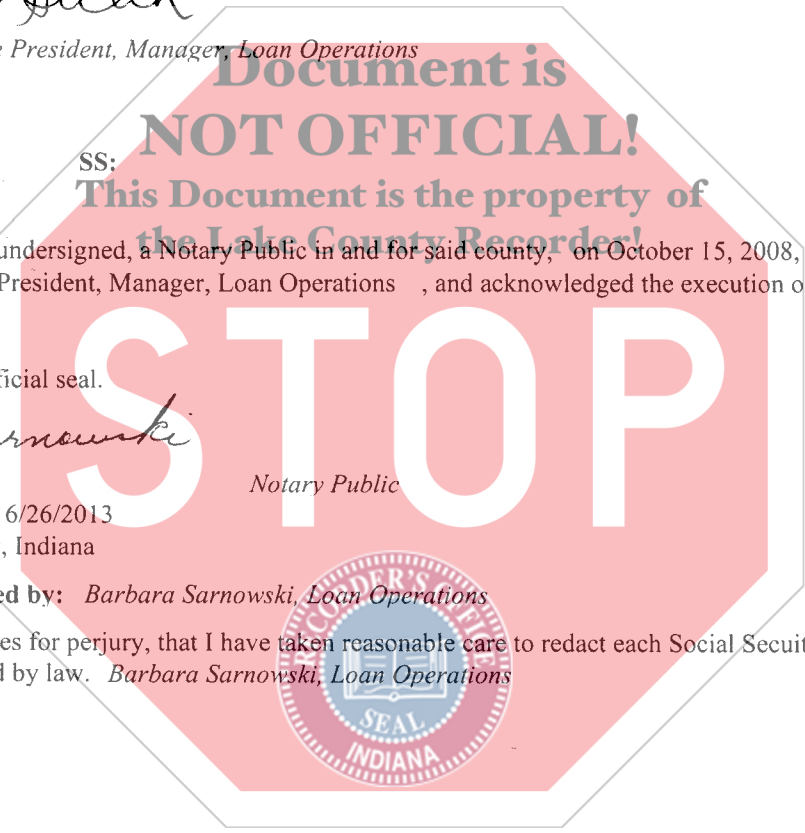 President, Manager, Loan Operations
Document is
NOT OFFICIAL!
SS:
This Document is the property of
the Lake County Recorder!
undersigned, a Notary Public in and for said county, on October 15, 2008,
President, Manager, Loan Operations , and acknowledged the execution o
ficial seal.
STOP
rnowski
Notary Public
6/26/2013
, Indiana
ed by: Barbara Sarnowski, Loan Operations
es for perjury, that I have taken reasonable care to redact each Social Secuit
d by law. Barbara Sarnowski, Loan Operations
RECORDER'S OFFICE
SEAL
INDIANA